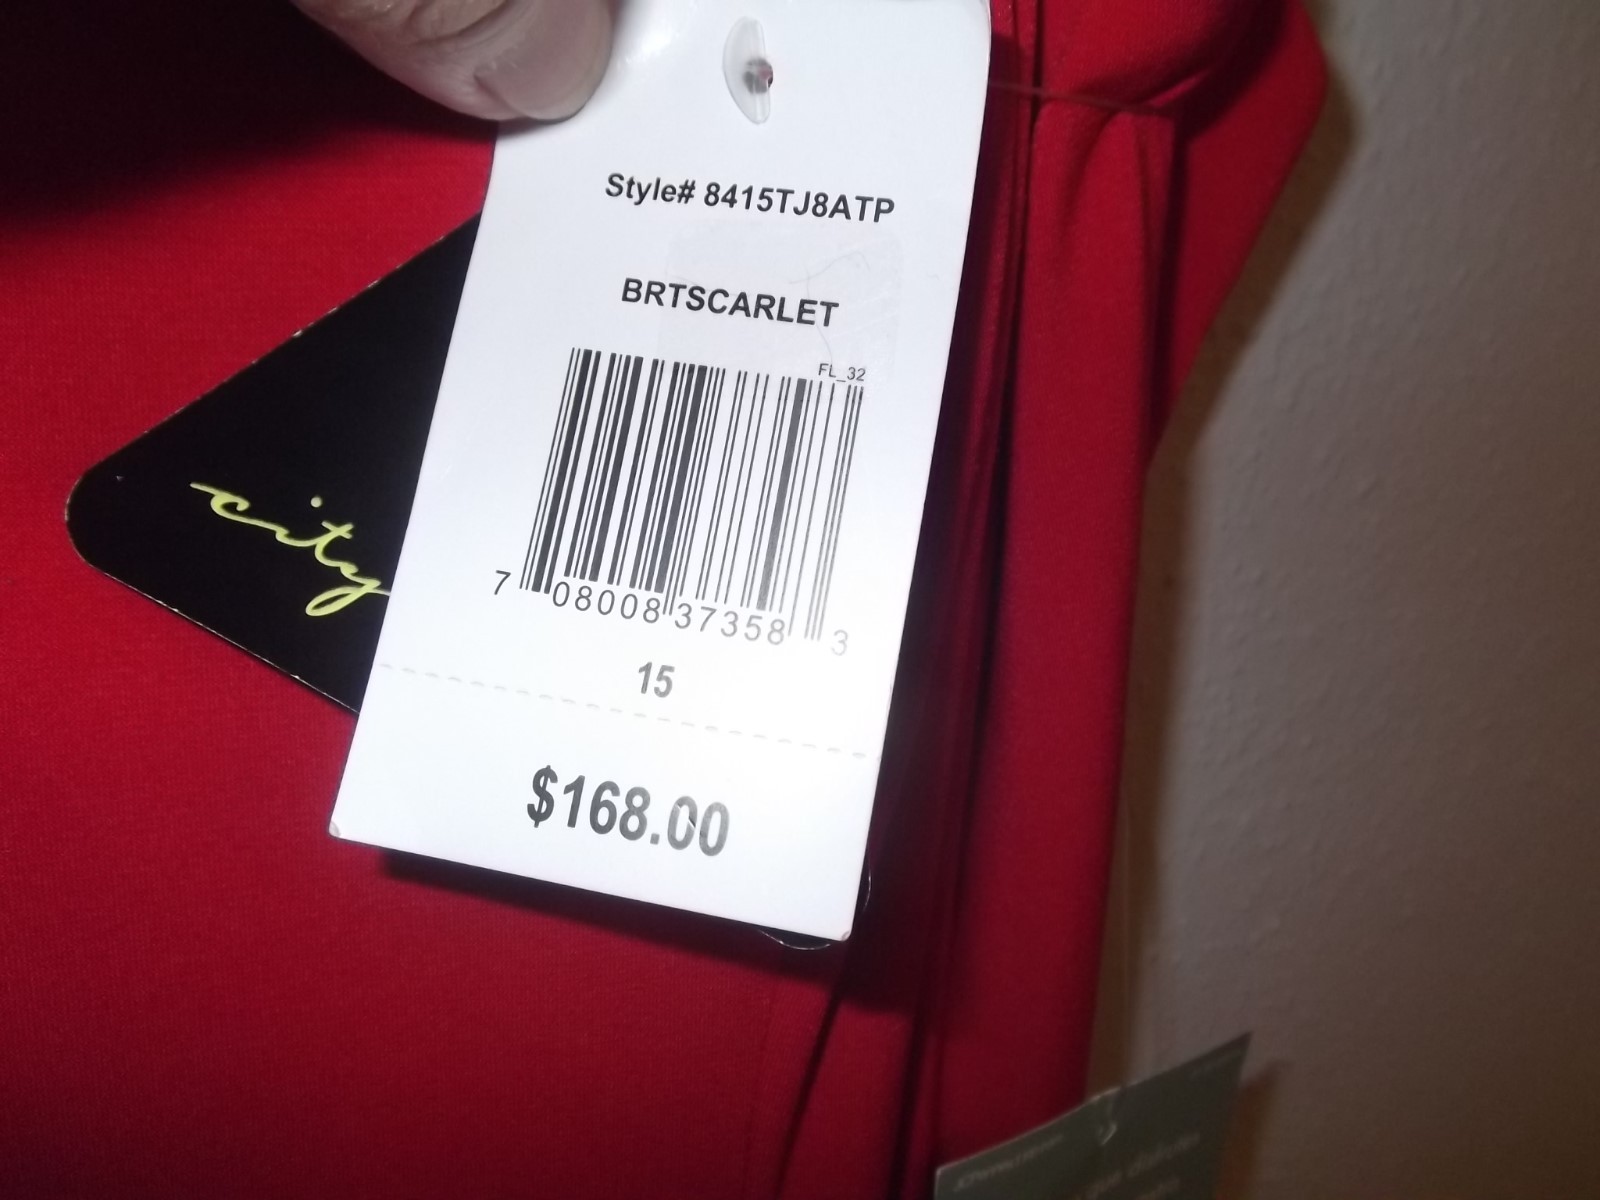 Style# 8415TJ8ATP
BRTSCARLET
FL_32
7 08008 37358 3
15
$168.00
city